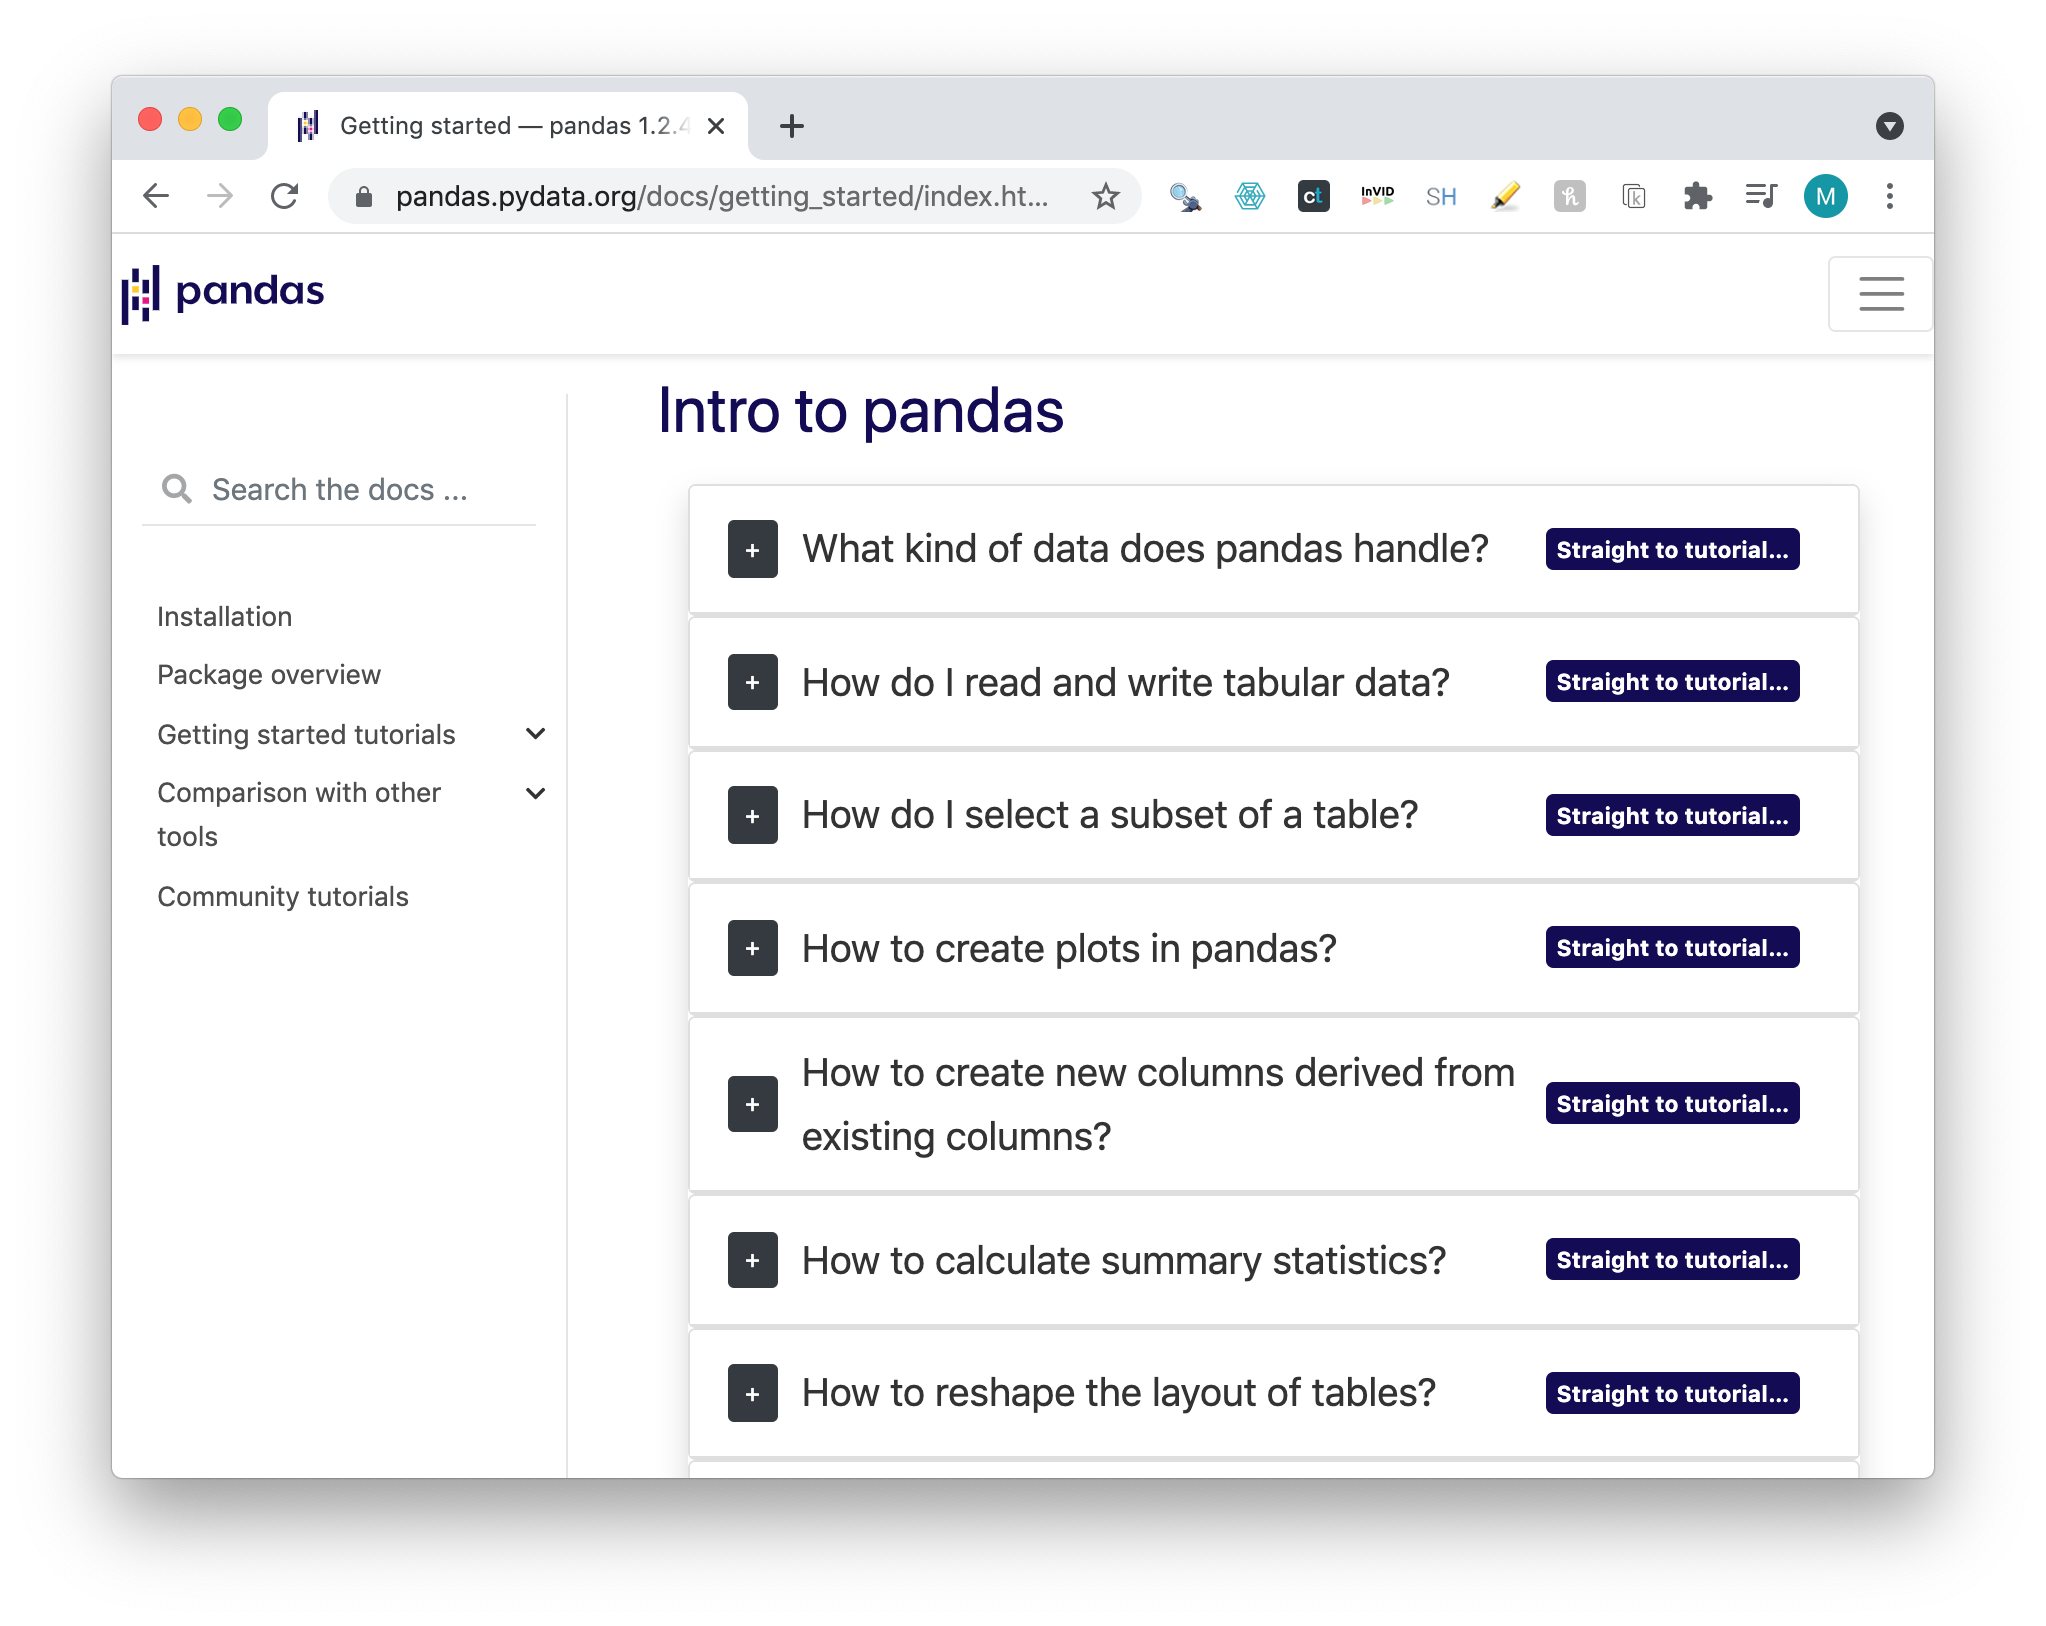 Getting started — pandas 1.2.4
pandas.pydata.org/docs/getting_started/index.ht...
ct
InVID
SH
h
k
M
pandas
Intro to pandas
Search the docs ...
Installation
Package overview
Getting started tutorials
Comparison with other
tools
Community tutorials
+ What kind of data does pandas handle? Straight to tutorial...
+ How do I read and write tabular data? Straight to tutorial...
+ How do I select a subset of a table? Straight to tutorial...
+ How to create plots in pandas? Straight to tutorial...
+ How to create new columns derived from
existing columns? Straight to tutorial...
+ How to calculate summary statistics? Straight to tutorial...
+ How to reshape the layout of tables? Straight to tutorial...